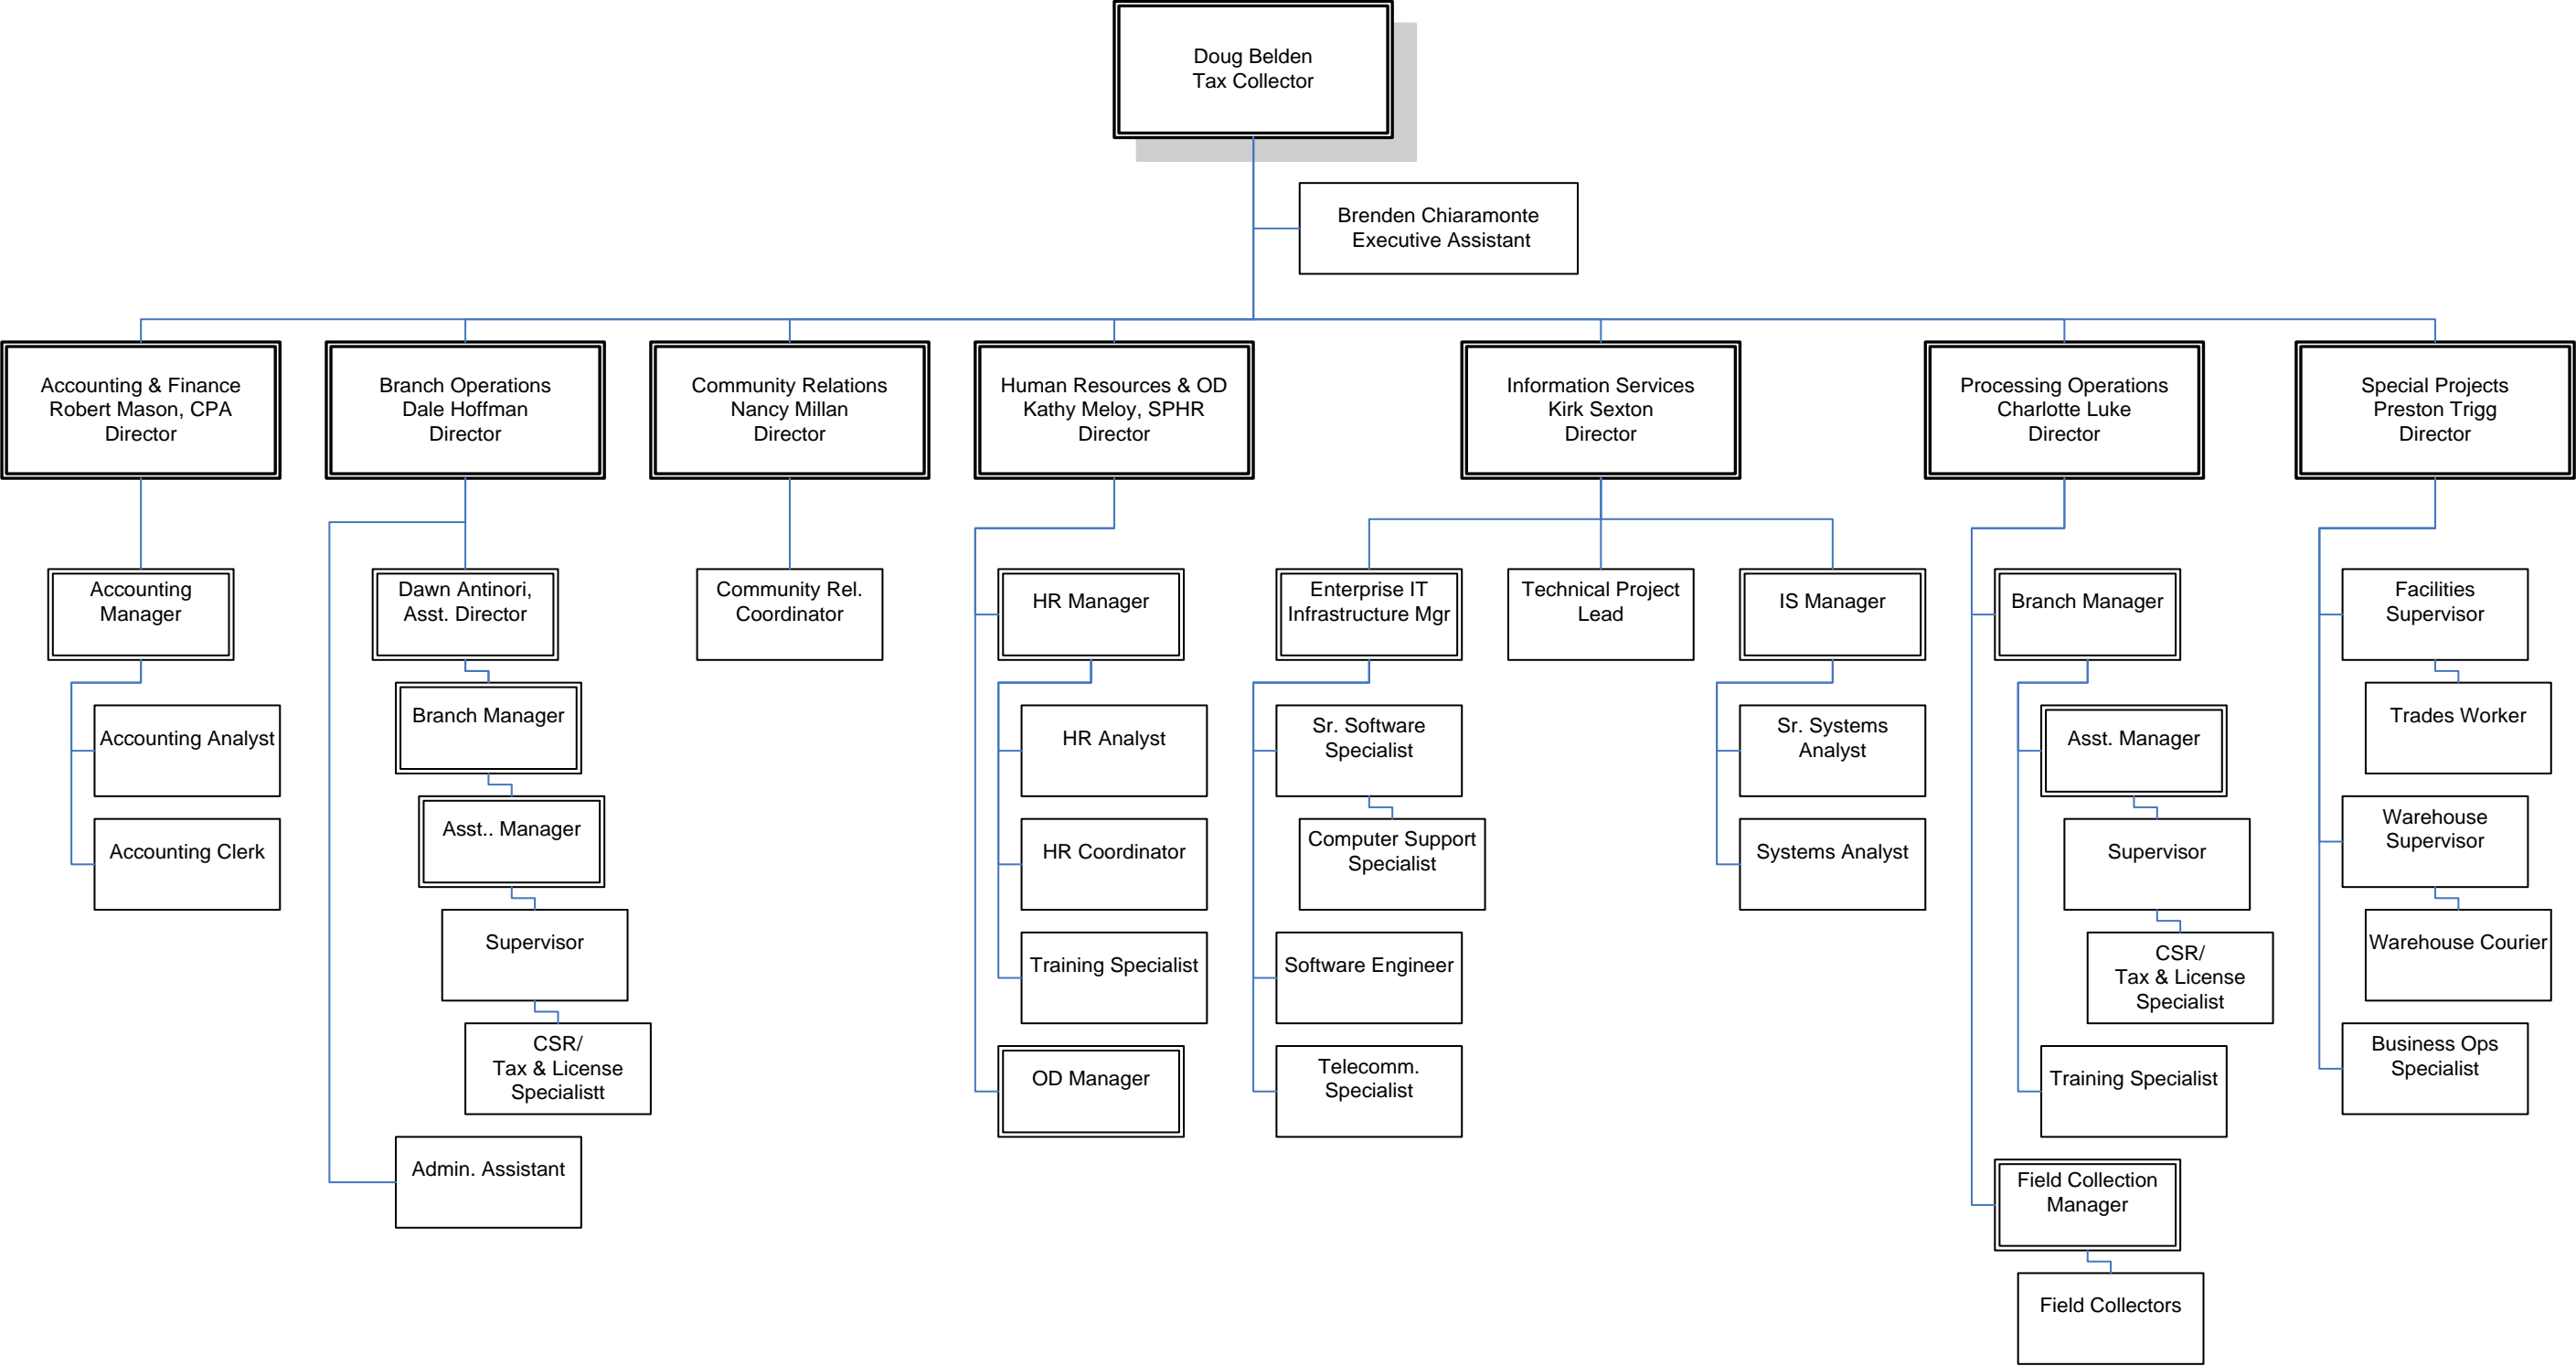 Doug Belden
Tax Collector
Brenden Chiaramonte
Executive Assistant
Accounting & Finance
Robert Mason, CPA
Director
Branch Operations
Dale Hoffman
Director
Community Relations
Nancy Millan
Director
Human Resources & OD
Kathy Meloy, SPHR
Director
Information Services
Kirk Sexton
Director
Processing Operations
Charlotte Luke
Director
Special Projects
Preston Trigg
Director
Accounting
Manager
Accounting Analyst
Accounting Clerk
Dawn Antinori,
Asst. Director
Branch Manager
Asst.. Manager
Supervisor
CSR/
Tax & License
Specialistt
Admin. Assistant
Community Rel.
Coordinator
HR Manager
HR Analyst
HR Coordinator
Training Specialist
OD Manager
Enterprise IT
Infrastructure Mgr
Sr. Software
Specialist
Computer Support
Specialist
Software Engineer
Telecomm.
Specialist
Technical Project
Lead
IS Manager
Sr. Systems
Analyst
Systems Analyst
Branch Manager
Asst. Manager
Supervisor
CSR/
Tax & License
Specialist
Training Specialist
Field Collection
Manager
Field Collectors
Facilities
Supervisor
Trades Worker
Warehouse
Supervisor
Warehouse Courier
Business Ops
Specialist